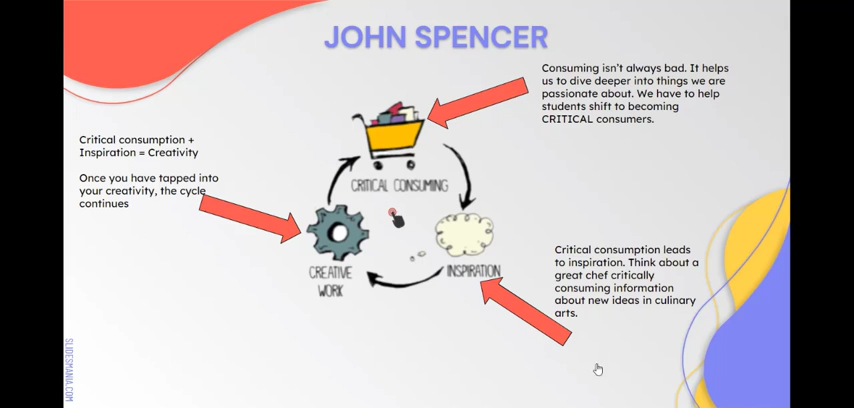 JOHN SPENCER
Consuming isn't always bad. It helps
us to dive deeper into things we are
passionate about. We have to help
students shift to becoming
CRITICAL consumers.
Critical consumption +
Inspiration = Creativity
Once you have tapped into
your creativity, the cycle
continues
CRITICAL CONSUMING
CREATIVE
WORK
INSPIRATION
Critical consumption leads
to inspiration. Think about a
great chef critically
consuming information
about new ideas in culinary
arts.
SLIDESMANIA.COM